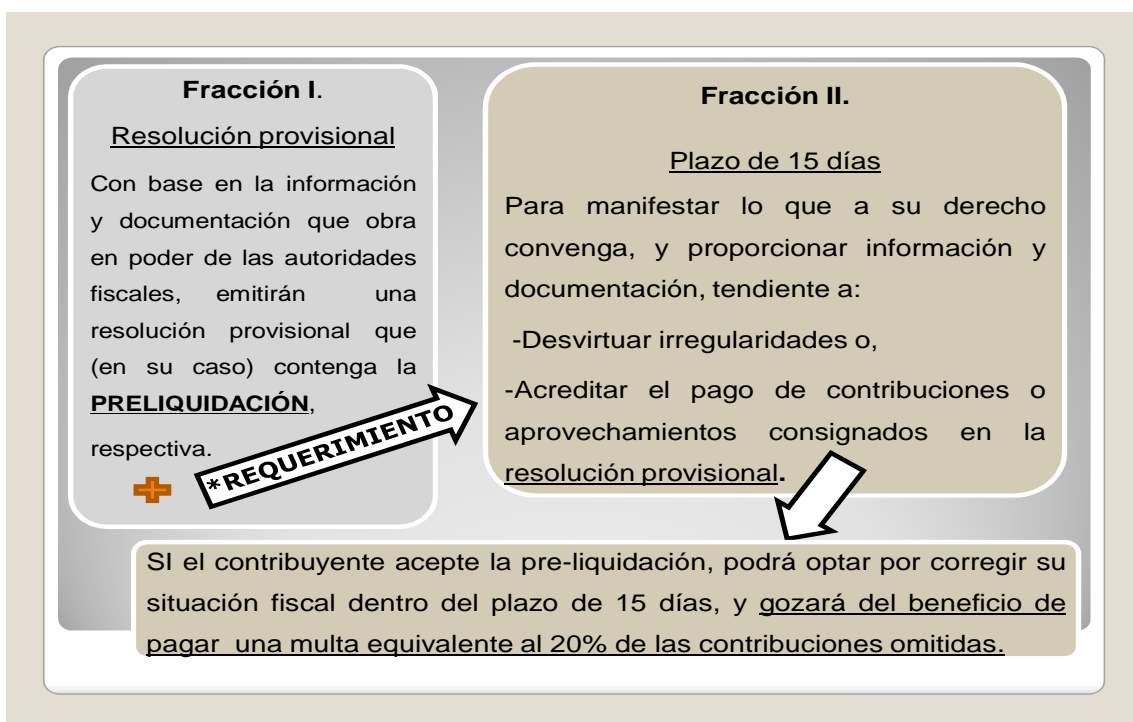 Fracción I.
Resolución provisional
Con base en la información
y documentación que obra
en poder de las autoridades
fiscales, emitirán una
resolución provisional que
(en su caso) contenga la
PRELIQUIDACIÓN,
respectiva.
*REQUERIMIENTO
Fracción II.
Plazo de 15 días
Para manifestar lo que a su derecho
convenga, y proporcionar información y
documentación, tendiente a:
-Desvirtuar irregularidades o,
-Acreditar el pago de contribuciones o
aprovechamientos consignados en la
resolución provisional.
SI el contribuyente acepte la pre-liquidación, podrá optar por corregir su
situación fiscal dentro del plazo de 15 días, y gozará del beneficio de
pagar una multa equivalente al 20% de las contribuciones omitidas.